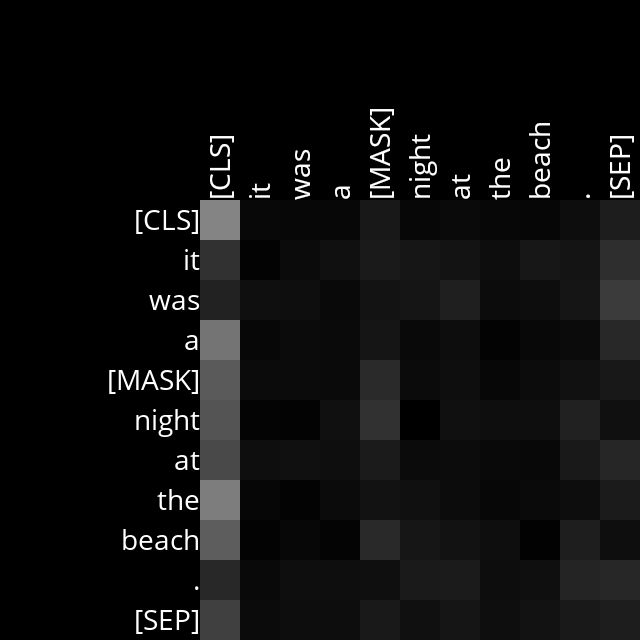 [CLS] it was a [MASK] night at the beach . [SEP]
[CLS]
it
was
a
[MASK]
night
at
the
beach
.
[SEP]